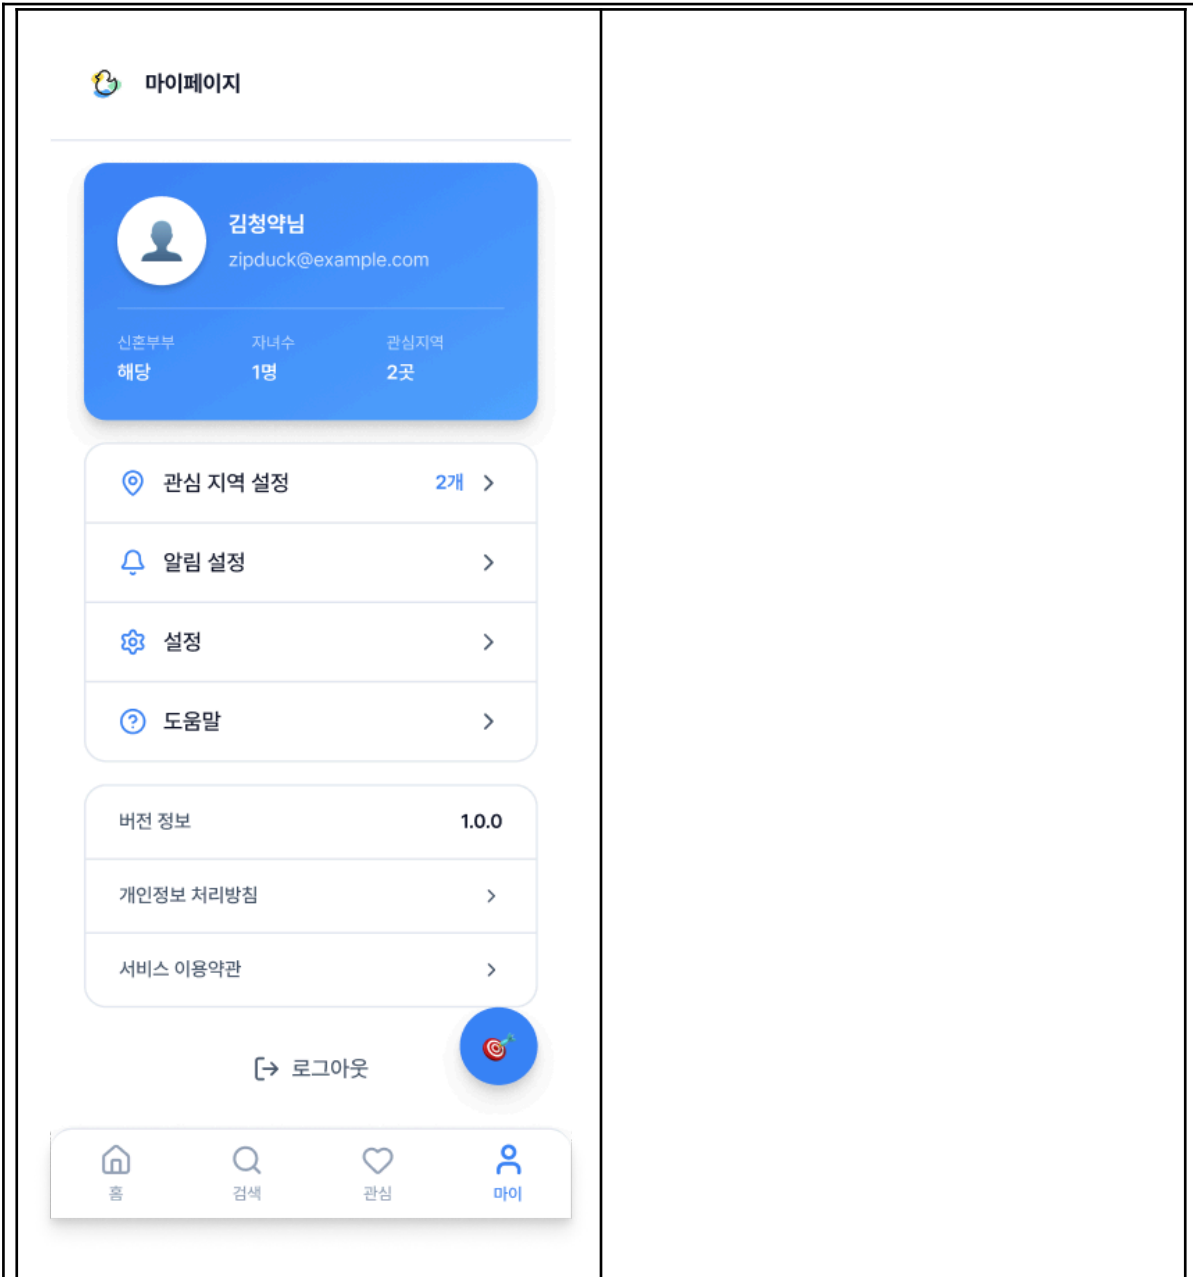 마이페이지
김청약님
zipduck@example.com
신혼부부 자녀수 관심지역
해당 1명 2곳
관심 지역 설정 2개
알림 설정
설정
도움말
버전 정보 1.0.0
개인정보 처리방침
서비스 이용약관
로그아웃
홈 검색 관심 마이